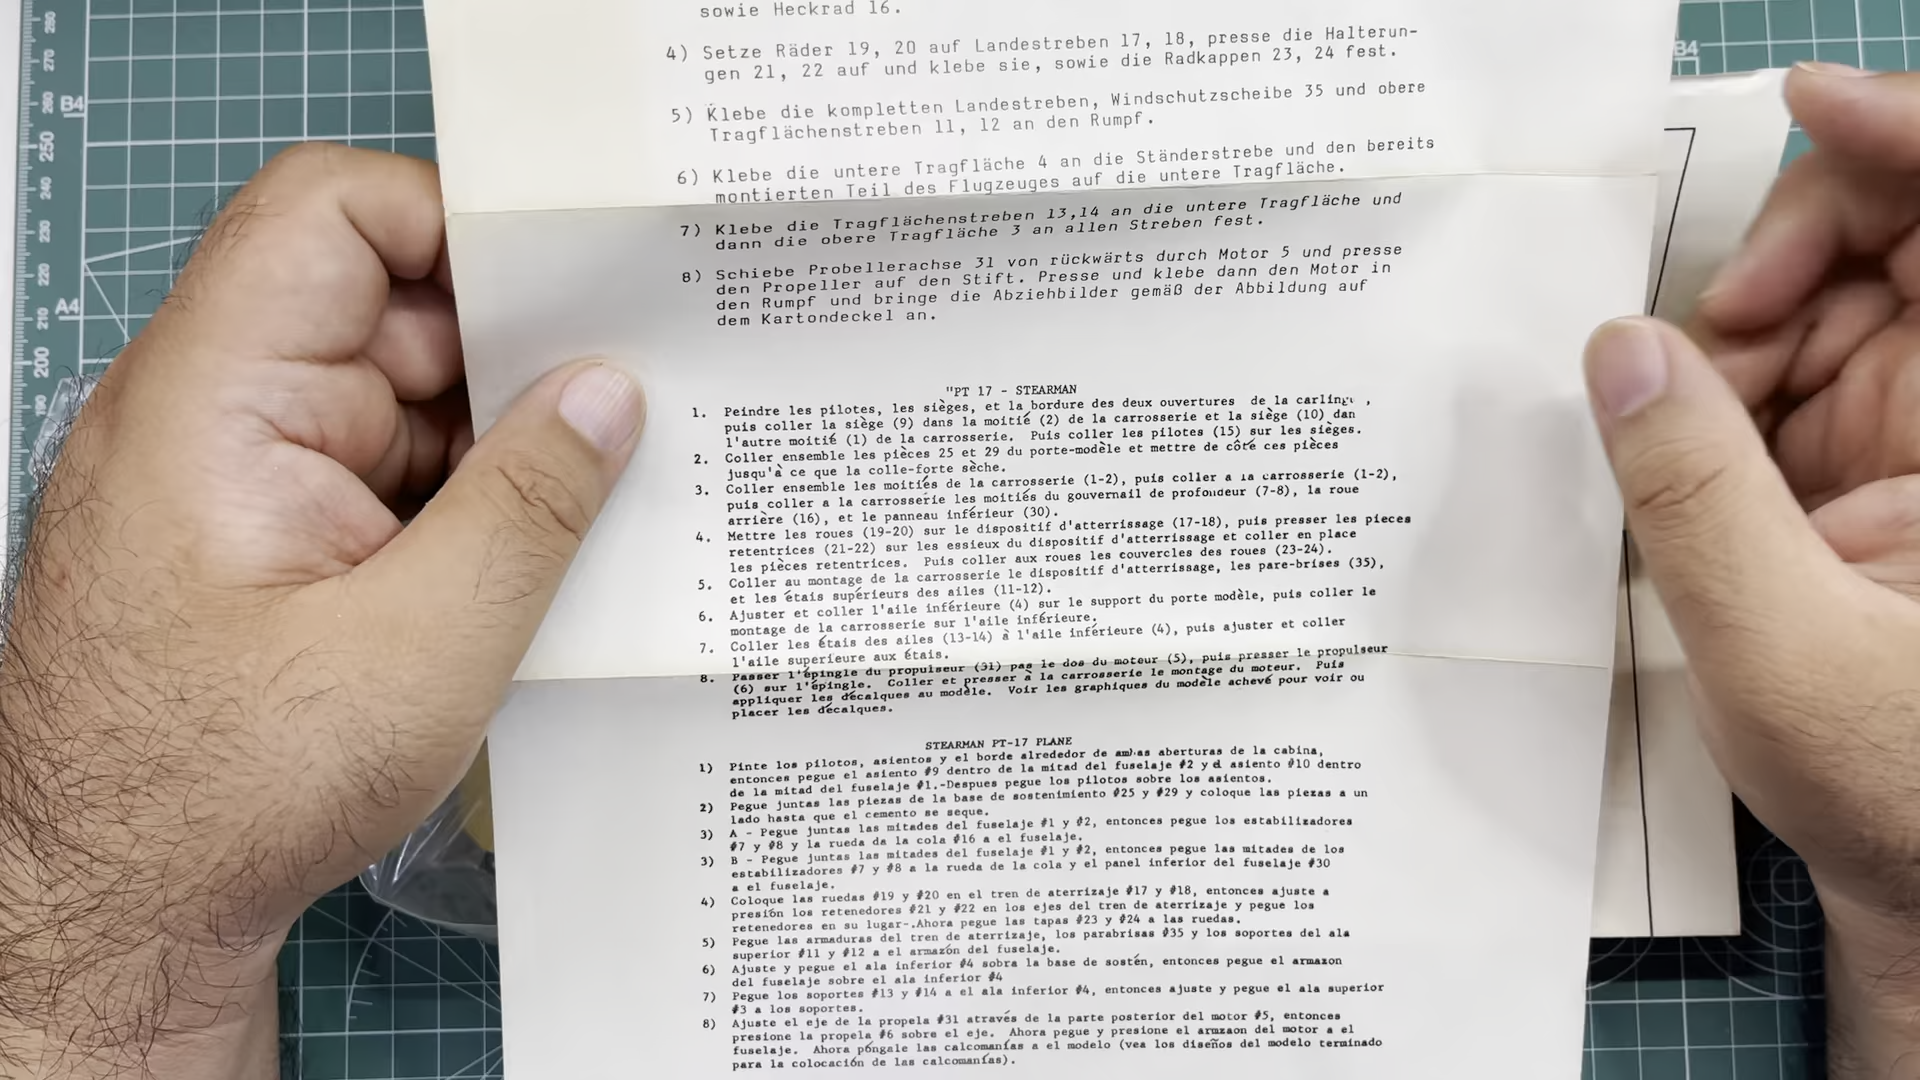 sowie Heckrad 16.
4) Setze Räder 19, 20 auf Landestreben 17, 18, presse die Halterun-
gen 21, 22 auf und klebe sie, sowie die Radkappen 23, 24 fest.
5) Klebe die kompletten Landestreben, Windschutzscheibe 35 und obere
Tragflächenstreben 11, 12 an den Rumpf.
6) Klebe die untere Tragfläche 4 an die Ständerstrebe und den bereits
montierten Teil des Flugzeuges auf die untere Tragfläche.
7) Klebe die Tragflächenstreben 13,14 an die untere Tragfläche und
dann die obere Tragfläche 3 an allen Streben fest.
8) Schiebe Probellerachse 31 von rückwärts durch Motor 5 und presse
den Propeller auf den Stift. Presse und klebe dann den Motor in
den Rumpf und bringe die Abziehbilder gemäß der Abbildung auf
dem Kartondeckel an.
"PT 17 - STEARMAN
1. Peindre les pilotes, les sièges, et la bordure des deux ouvertures de la carlingu ,
puis coller la siège (9) dans la moitié (2) de la carrosserie et la siège (10) dan
l'autre moitié (1) de la carrosserie. Puis coller les pilotes (15) sur les sièges.
2. Coller ensemble les pièces 25 et 29 du porte-modèle et mettre de côté ces pièces
jusqu'à ce que la colle-forte sèche.
3. Coller ensemble les moitiés de la carrosserie (1-2), puis coller a la carrosserie (1-2),
puis coller a la carrosserie les moitiés du gouvernail de profondeur (7-8), la roue
arrière (16), et le panneau inférieur (30).
4. Mettre les roues (19-20) sur le dispositif d'atterrissage (17-18), puis presser les pieces
retentrices (21-22) sur les essieux du dispositif d'atterrissage et coller en place
les pièces retentrices. Puis coller aux roues les couvercles des roues (23-24).
5. Coller au montage de la carrosserie le dispositif d'atterrissage, les pare-brises (35),
et les étais supérieurs des ailes (11-12).
6. Ajuster et coller l'aile inférieure (4) sur le support du porte modèle, puis coller le
montage de la carrosserie sur l'aile inférieure.
7. Coller les étais des ailes (13-14) à l'aile inférieure (4), puis ajuster et coller
l'aile superieure aux étais.
8. Passer l'épingle du propulseur (31) pas le dos du moteur (5), puis presser le propulseur
(6) sur l'épingle. Coller et presser à la carrosserie le montage du moteur. Puis
appliquer les décalques au modèle. Voir les graphiques du modèle achevé pour voir ou
placer les décalques.
STEARMAN PT-17 PLANE
1) Pinte los pilotos, asientos y el borde alrededor de ambas aberturas de la cabina,
entonces pegue el asiento #9 dentro de la mitad del fuselaje #2 y el asiento #10 dentro
de la mitad del fuselaje #1.-Despues pegue los pilotos sobre los asientos.
2) Pegue juntas las piezas de la base de sostenimiento #25 y #29 y coloque las piezas a un
lado hasta que el cemento se seque.
3) A - Pegue juntas las mitades del fuselaje #1 y #2, entonces pegue los estabilizadores
#7 y #8 y la rueda da la cola #16 a el fuselaje.
3) B - Pegue juntas las mitades del fuselaje #1 y #2, entonces pegue las mitades de los
estabilizadores #7 y #8 a la rueda de la cola y el panel inferior del fuselaje #30
a el fuselaje.
4) Coloque las ruedas #19 y #20 en el tren de aterrizaje #17 y #18, entonces ajuste a
presión los retenedores #21 y #22 en los ejes del tren de aterrizaje y pegue los
retenedores en su lugar-.Ahora pegue las tapas #23 y #24 a las ruedas.
5) Pegue las armaduras del tren de aterrizaje, los parabrisas #35 y los soportes del ala
superior #11 y #12 a el armazón del fuselaje.
6) Ajuste y pegue el ala inferior #4 sobra la base de sostén, entonces pegue el armazon
del fuselaje sobre el ala inferior #4
7) Pegue los soportes #13 y #14 a el ala inferior #4, entonces ajuste y pegue el ala superior
#3 a los soportes.
8) Ajuste el eje de la propela #31 através de la parte posterior del motor #5, entonces
presione la propela #6 sobre el eje. Ahora pegue y presione el armzaon del motor a el
fuselaje. Ahora póngale las calcomanías a el modelo (vea los diseños del modelo terminado
para la colocación de las calcomanías).
B4
A4
280
270
260
250
240
230
220
210
200
190
B4